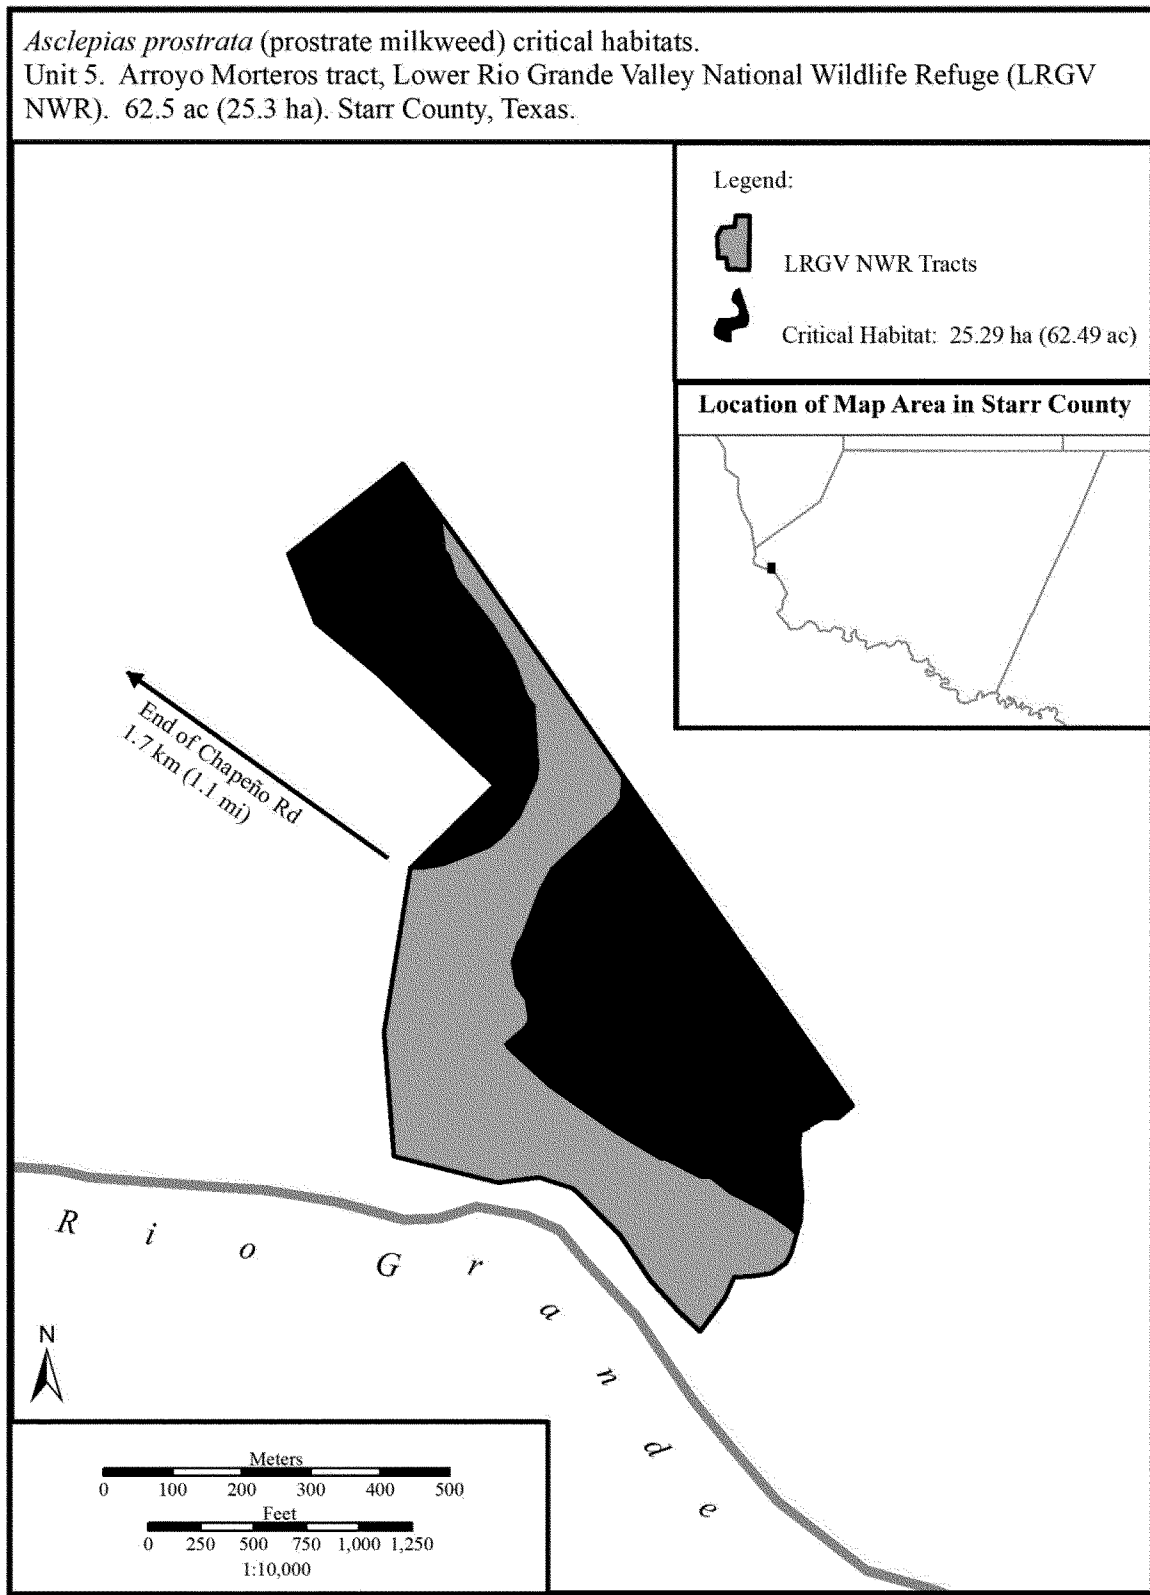 Asclepias prostrata (prostrate milkweed) critical habitats.
Unit 5. Arroyo Morteros tract, Lower Rio Grande Valley National Wildlife Refuge (LRGV
NWR). 62.5 ac (25.3 ha). Starr County, Texas.
Legend:
LRGV NWR Tracts
Critical Habitat: 25.29 ha (62.49 ac)
Location of Map Area in Starr County
End of Chapeño Rd
1.7 km (1.1 mi)
Rio Grande
N
Meters
0 100 200 300 400 500
Feet
0 250 500 750 1,000 1,250
1:10,000